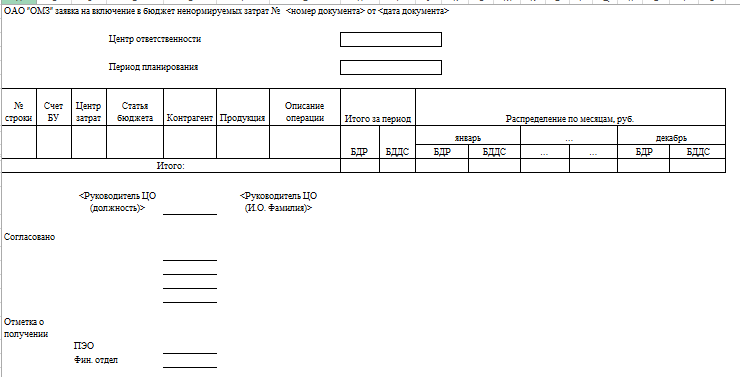 ОАО "ОМЗ" заявка на включение в бюджет ненормируемых затрат № <номер документа> от <дата документа>
Центр ответственности
Период планирования
№ строки
Счет БУ
Центр затрат
Статья бюджета
Контрагент
Продукция
Описание операции
Итого за период
Распределение по месяцам, руб.
январь
...
декабрь
БДР
БДДС
БДР
БДДС
...
...
БДР
БДДС
Итого:
<Руководитель ЦО
(должность)>
<Руководитель ЦО
(И.О. Фамилия)>
Согласовано
Отметка о
получении
ПЭО
Фин. отдел